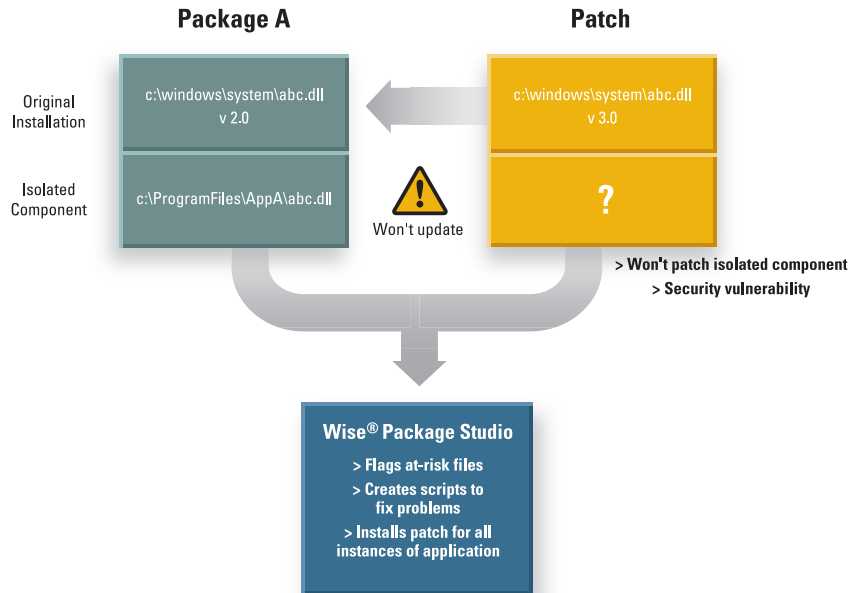 Package A
Patch
Original
Installation
c:\windows\system\abc.dll
v 2.0
c:\windows\system\abc.dll
v 3.0
Isolated
Component
c:\ProgramFiles\AppA\abc.dll
!
Won't update
?
> Won't patch isolated component
> Security vulnerability
Wise® Package Studio
> Flags at-risk files
> Creates scripts to
fix problems
> Installs patch for all
instances of application